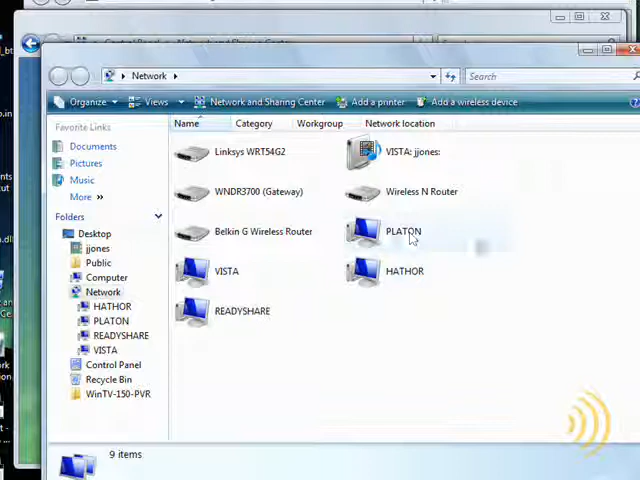 Network
Search
Organize Views Network and Sharing Center Add a printer Add a wireless device
Favorite Links
Documents
Pictures
Music
More »
Folders
Desktop
jjones
Public
Computer
Network
HATHOR
PLATON
READYSHARE
VISTA
Control Panel
Recycle Bin
WinTV-150-PVR
Name Category Workgroup Network location
Linksys WRT54G2 VISTA: jjones:
WNDR3700 (Gateway) Wireless N Router
Belkin G Wireless Router PLATON
VISTA HATHOR
READYSHARE
9 items